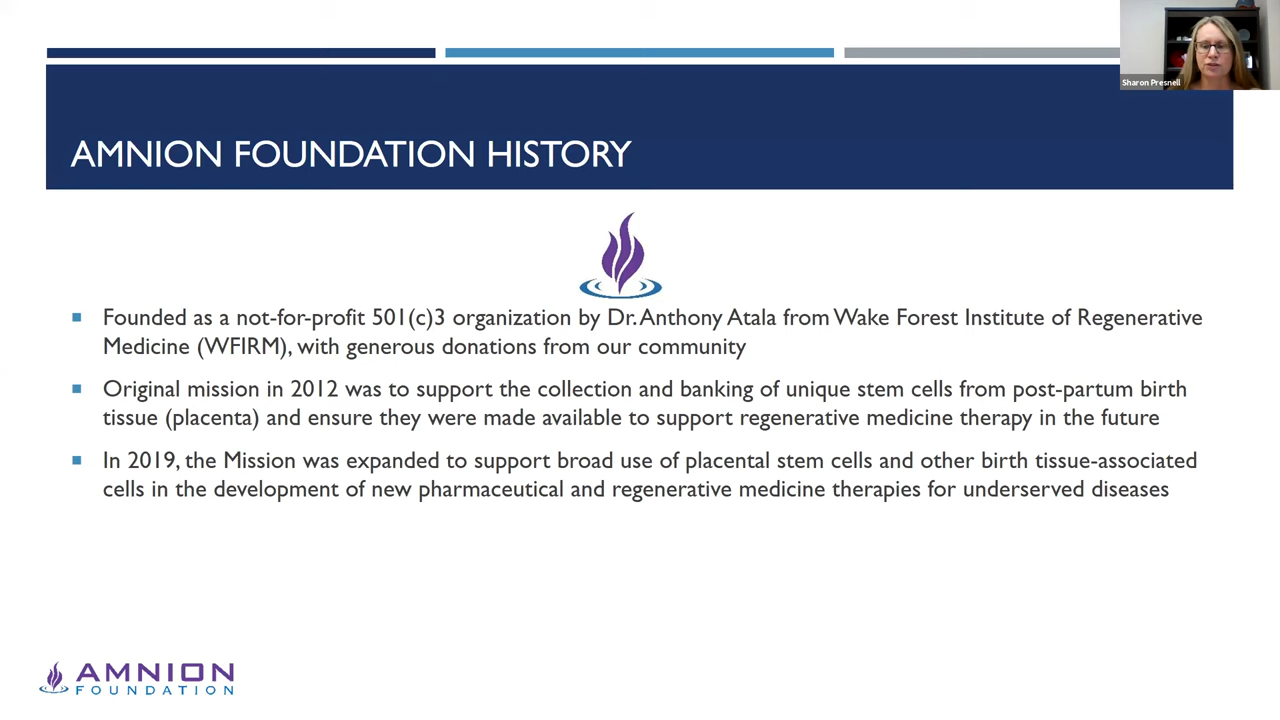 Sharon Presnell
AMNION FOUNDATION HISTORY
Founded as a not-for-profit 501(c)3 organization by Dr. Anthony Atala from Wake Forest Institute of Regenerative
Medicine (WFIRM), with generous donations from our community
Original mission in 2012 was to support the collection and banking of unique stem cells from post-partum birth
tissue (placenta) and ensure they were made available to support regenerative medicine therapy in the future
In 2019, the Mission was expanded to support broad use of placental stem cells and other birth tissue-associated
cells in the development of new pharmaceutical and regenerative medicine therapies for underserved diseases
AMNION
FOUNDATION